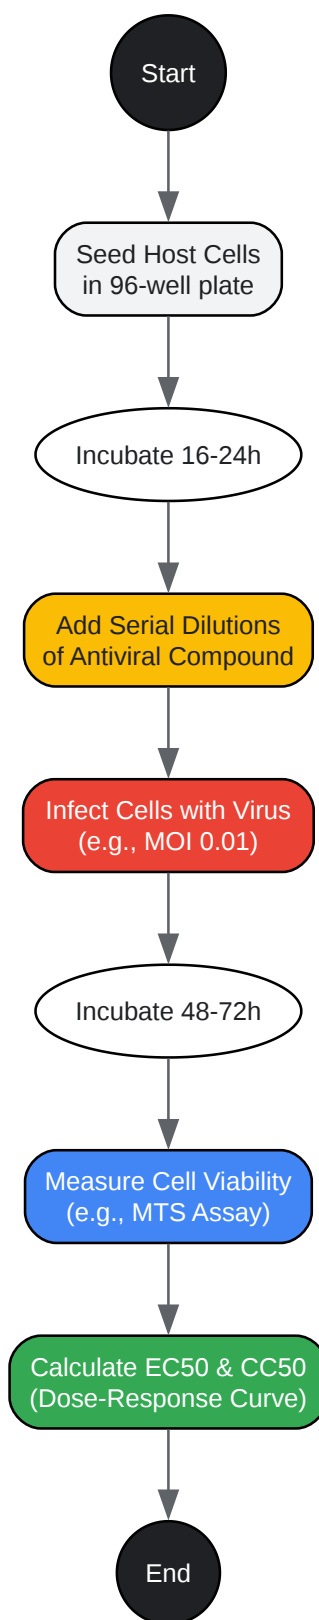 Start
Seed Host Cells
in 96-well plate
Incubate 16-24h
Add Serial Dilutions
of Antiviral Compound
Infect Cells with Virus
(e.g., MOI 0.01)
Incubate 48-72h
Measure Cell Viability
(e.g., MTS Assay)
Calculate EC50 & CC50
(Dose-Response Curve)
End